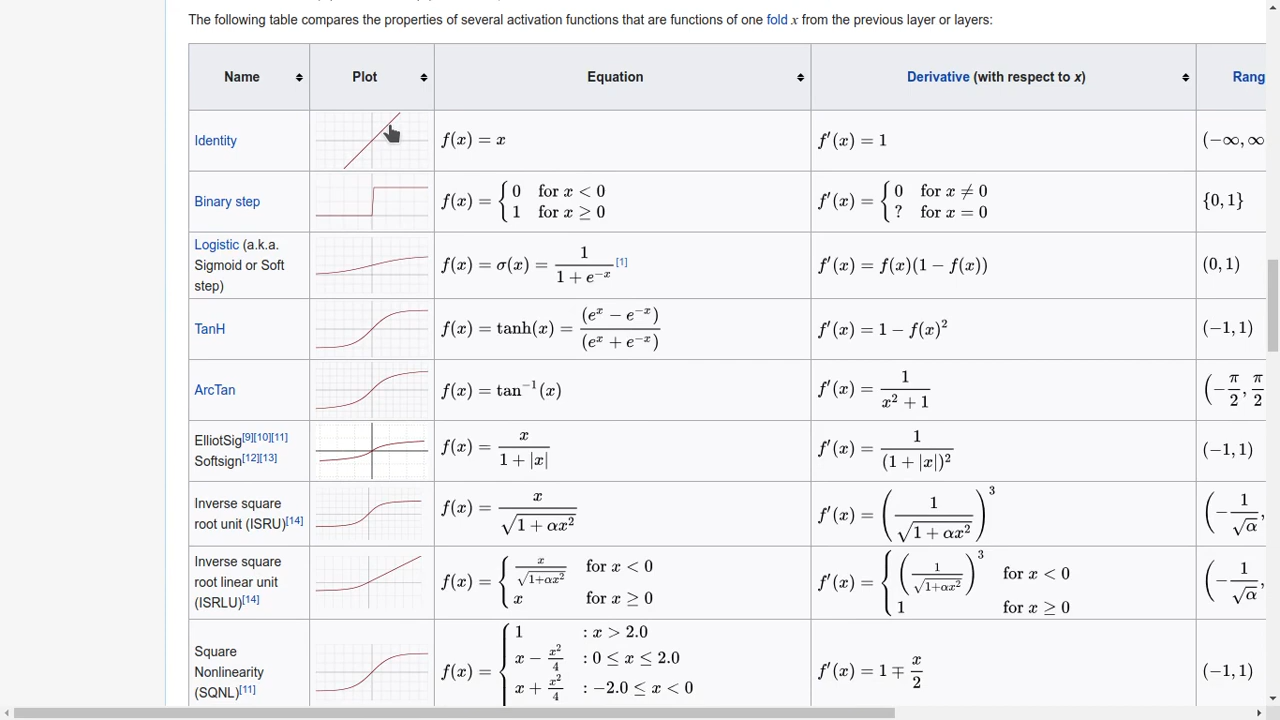 The following table compares the properties of several activation functions that are functions of one fold x from the previous layer or layers:
Name Plot Equation Derivative (with respect to x) Rang
Identity f(x) = x f′(x) = 1 (−∞, ∞
Binary step f(x) = { 0 for x < 0 1 for x ≥ 0 f′(x) = { 0 for x ≠ 0 ? for x = 0 {0, 1}
Logistic (a.k.a.
Sigmoid or Soft
step) f(x) = σ(x) = 1 / (1 + e^−x) [1] f′(x) = f(x)(1 − f(x)) (0, 1)
TanH f(x) = tanh(x) = (e^x − e^−x) / (e^x + e^−x) f′(x) = 1 − f(x)^2 (−1, 1)
ArcTan f(x) = tan^−1(x) f′(x) = 1 / (x^2 + 1) (−π/2, π/2
ElliotSig[9][10][11]
Softsign[12][13] f(x) = x / (1 + |x|) f′(x) = 1 / (1 + |x|)^2 (−1, 1)
Inverse square
root unit (ISRU)[14] f(x) = x / √(1 + αx^2) f′(x) = (1 / √(1 + αx^2))^3 (−1/√α,
Inverse square
root linear unit
(ISRLU)[14] f(x) = { x / √(1+αx^2) for x < 0 x for x ≥ 0 f′(x) = { (1 / √(1+αx^2))^3 for x < 0 1 for x ≥ 0 (−1/√α,
Square
Nonlinearity
(SQNL)[11] f(x) = { 1 : x > 2.0 x − x^2/4 : 0 ≤ x ≤ 2.0 x + x^2/4 : −2.0 ≤ x < 0 f′(x) = 1 ∓ x/2 (−1, 1)